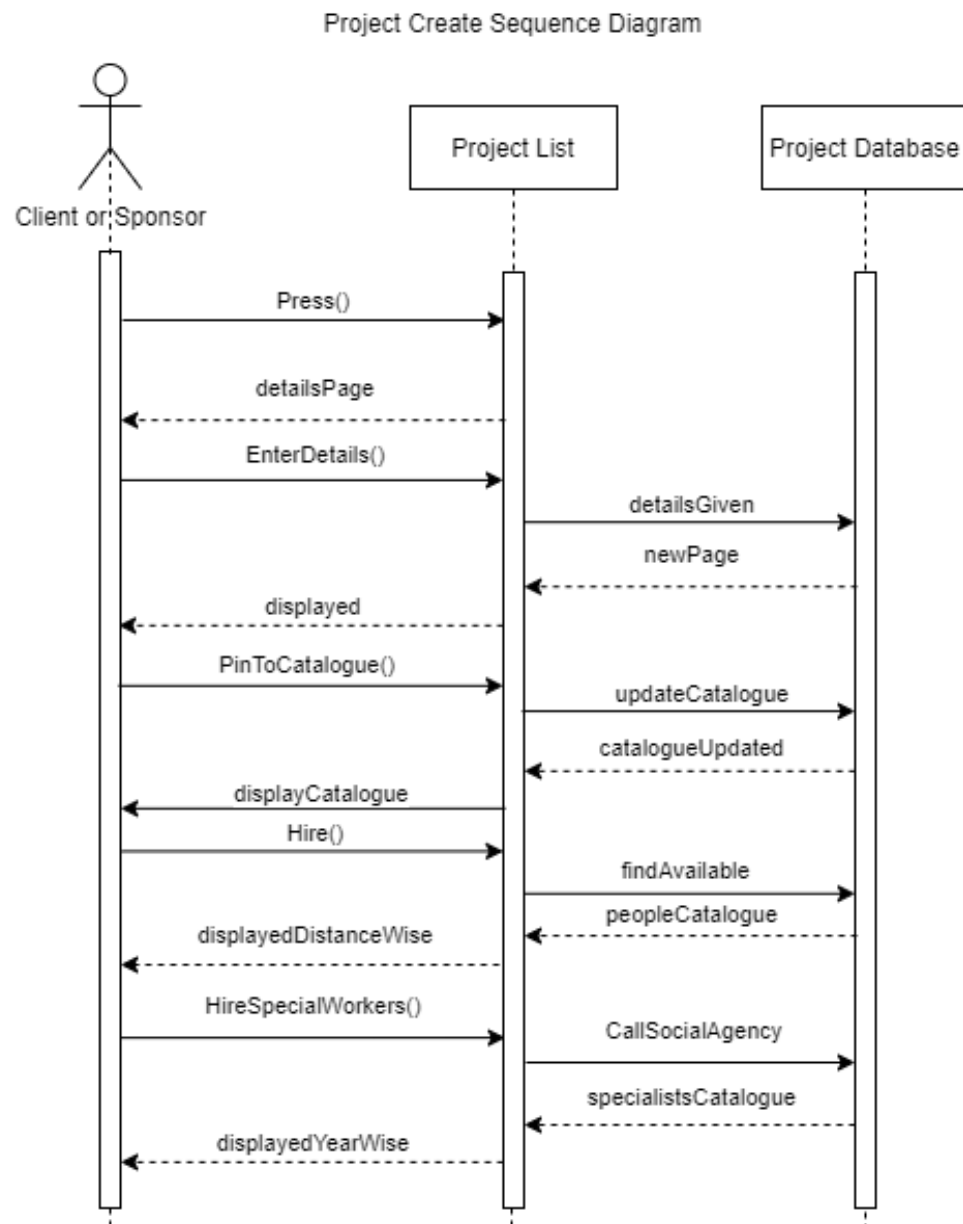 Project Create Sequence Diagram
Project List
Project Database
Client or Sponsor
Press()
detailsPage
EnterDetails()
detailsGiven
newPage
displayed
PinToCatalogue()
updateCatalogue
catalogueUpdated
displayCatalogue
Hire()
findAvailable
peopleCatalogue
displayedDistanceWise
HireSpecialWorkers()
CallSocialAgency
specialistsCatalogue
displayedYearWise